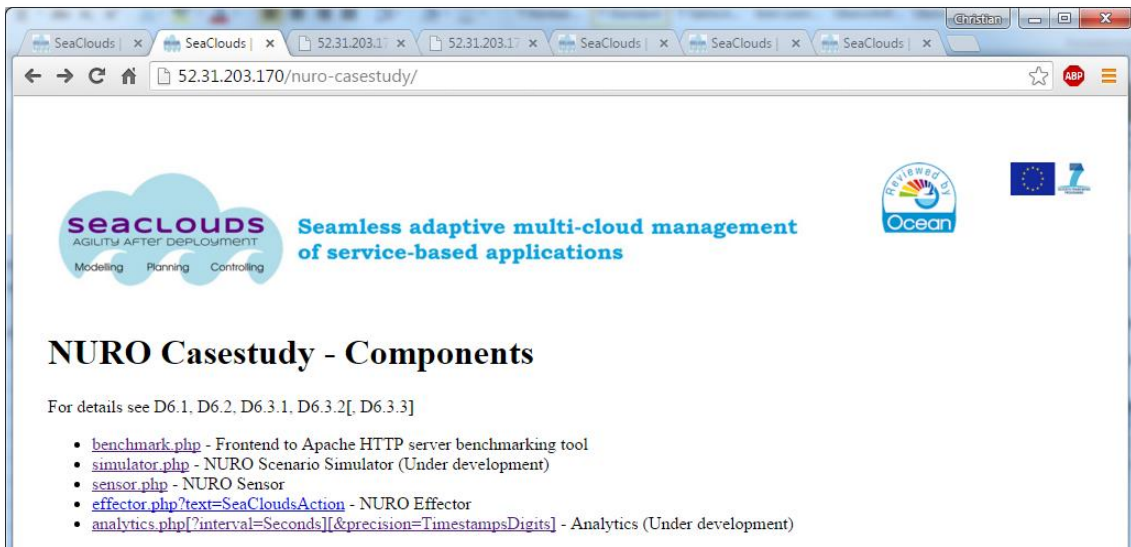 Christian
SeaClouds |
SeaClouds |
52.31.203.17
52.31.203.17
SeaClouds |
SeaClouds |
SeaClouds |
52.31.203.170/nuro-casestudy/
ABP
Reviewed by
Ocean
7
seaclouds
AGILITY AFTER DEPLOYMENT
Modelling Planning Controlling
Seamless adaptive multi-cloud management
of service-based applications
NURO Casestudy - Components
For details see D6.1, D6.2, D6.3.1, D6.3.2[, D6.3.3]
benchmark.php - Frontend to Apache HTTP server benchmarking tool
simulator.php - NURO Scenario Simulator (Under development)
sensor.php - NURO Sensor
effector.php?text=SeaCloudsAction - NURO Effector
analytics.php[?interval=Seconds][&precision=TimestampsDigits] - Analytics (Under development)